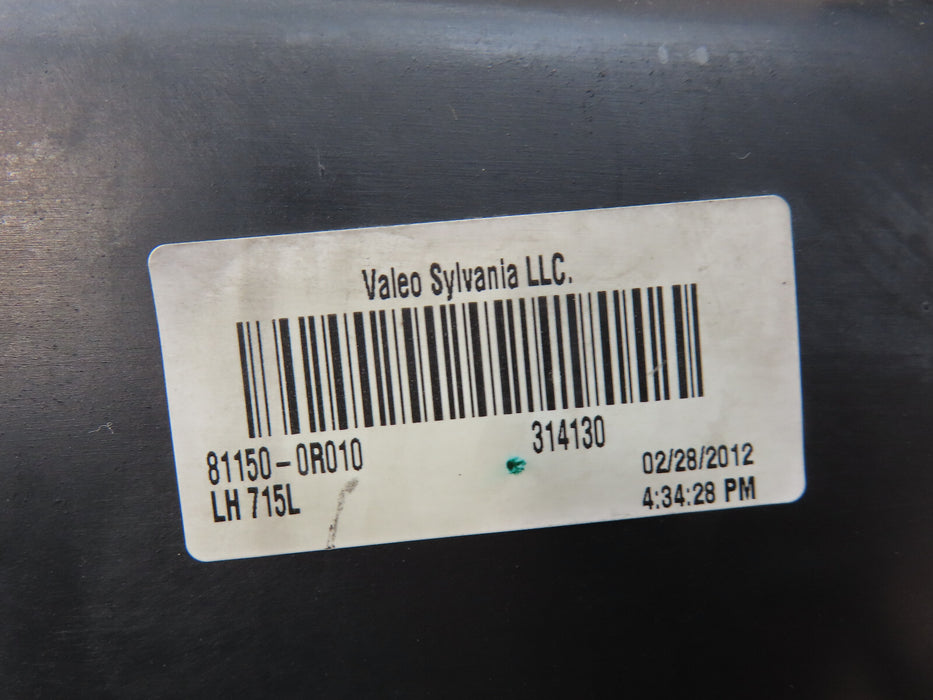 Valeo Sylvania LLC.
81150-0R010
314130
02/28/2012
LH 715L
4:34:28 PM